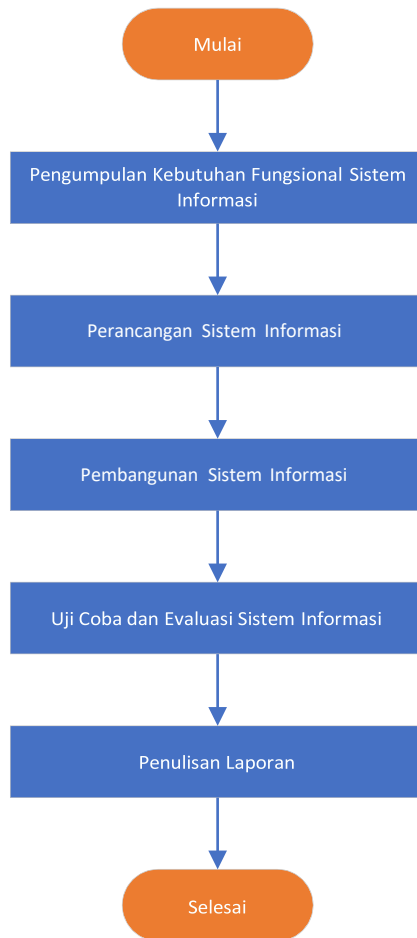 Mulai
Pengumpulan Kebutuhan Fungsional Sistem
Informasi
Perancangan Sistem Informasi
Pembangunan Sistem Informasi
Uji Coba dan Evaluasi Sistem Informasi
Penulisan Laporan
Selesai